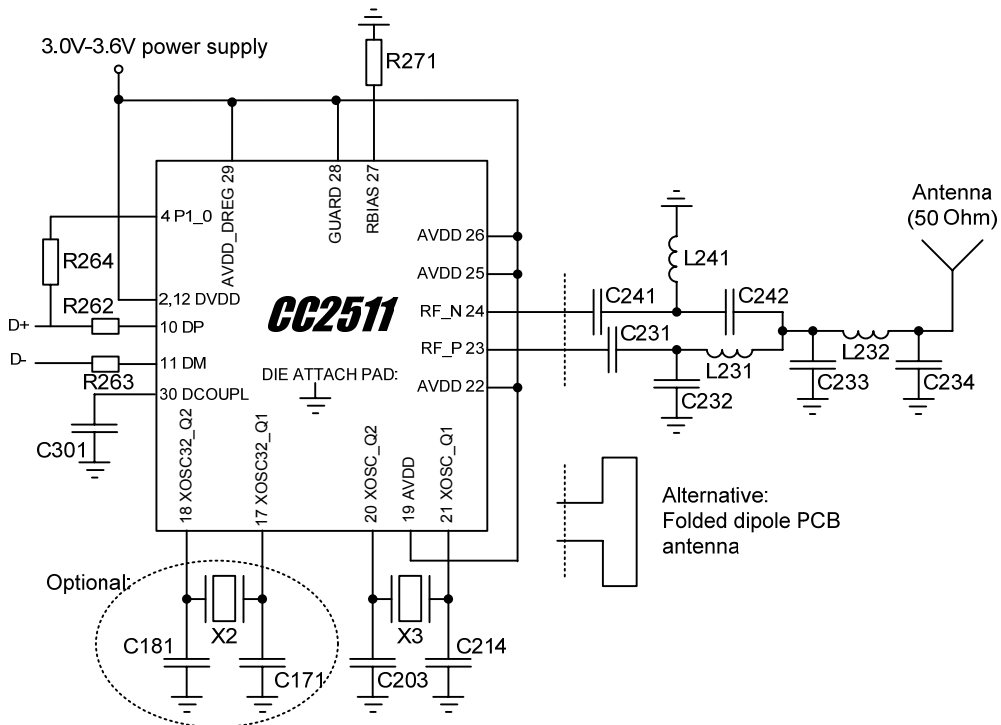 3.0V-3.6V power supply
R271
AVDD_DREG 29
GUARD 28
RBIAS 27
4 P1_0
R264
R262
2,12 DVDD
D+
10 DP
D-
11 DM
R263
30 DCOUPL
C301
CC2511
DIE ATTACH PAD:
AVDD 26
AVDD 25
RF_N 24
RF_P 23
AVDD 22
18 XOSC32_Q2
17 XOSC32_Q1
20 XOSC_Q2
19 AVDD
21 XOSC_Q1
L241
C241
C242
C231
L231
C232
C233
L232
C234
Antenna
(50 Ohm)
Alternative:
Folded dipole PCB
antenna
Optional:
X2
C181
C171
X3
C203
C214